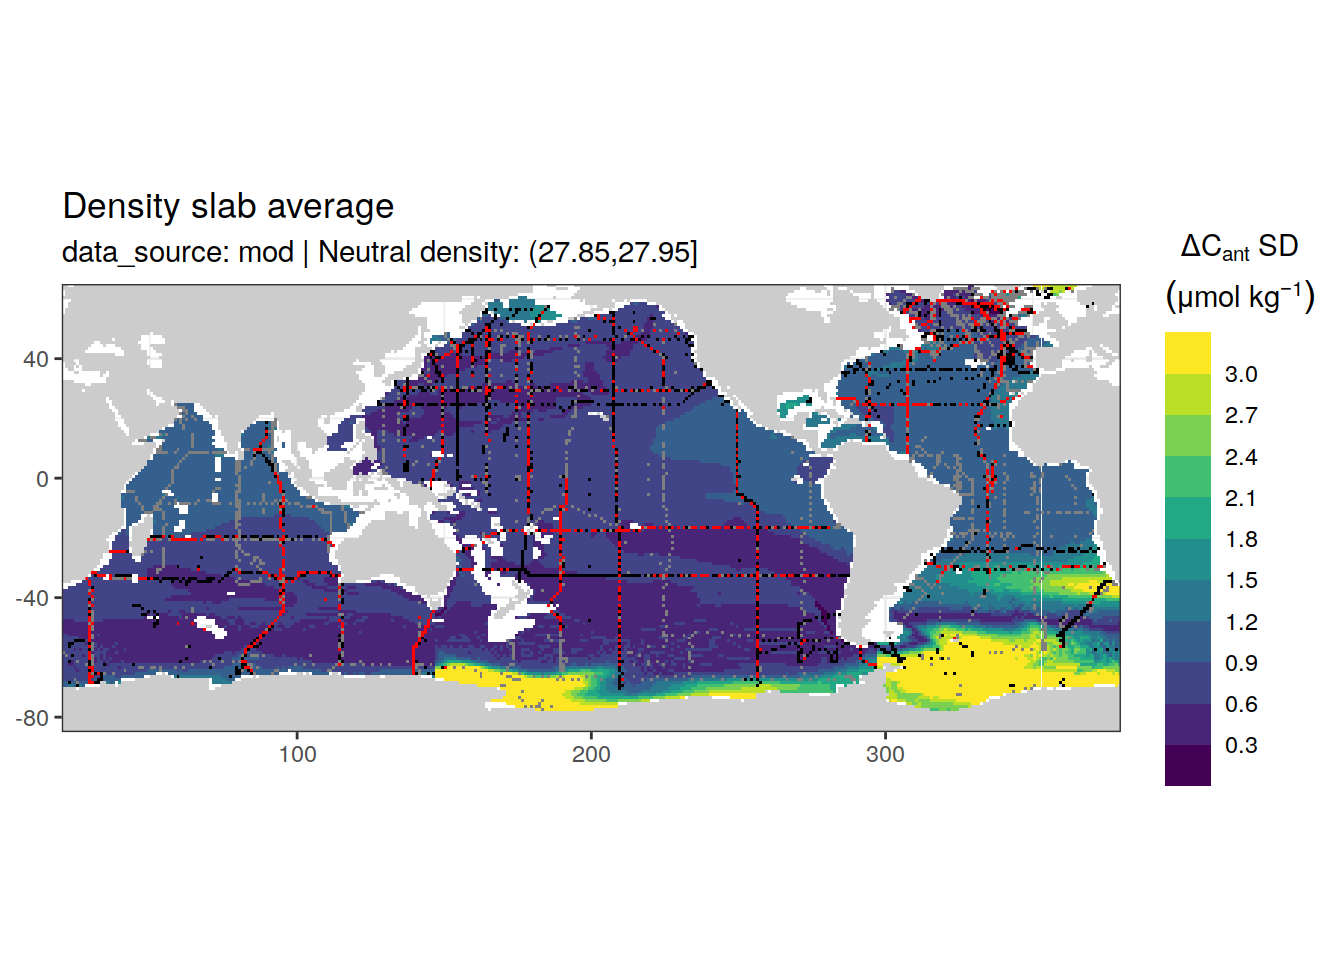 Density slab average
data_source: mod | Neutral density: (27.85,27.95]
ΔCant SD
(μmol kg⁻¹)
3.0
2.7
2.4
2.1
1.8
1.5
1.2
0.9
0.6
0.3
40
0
-40
-80
100 200 300